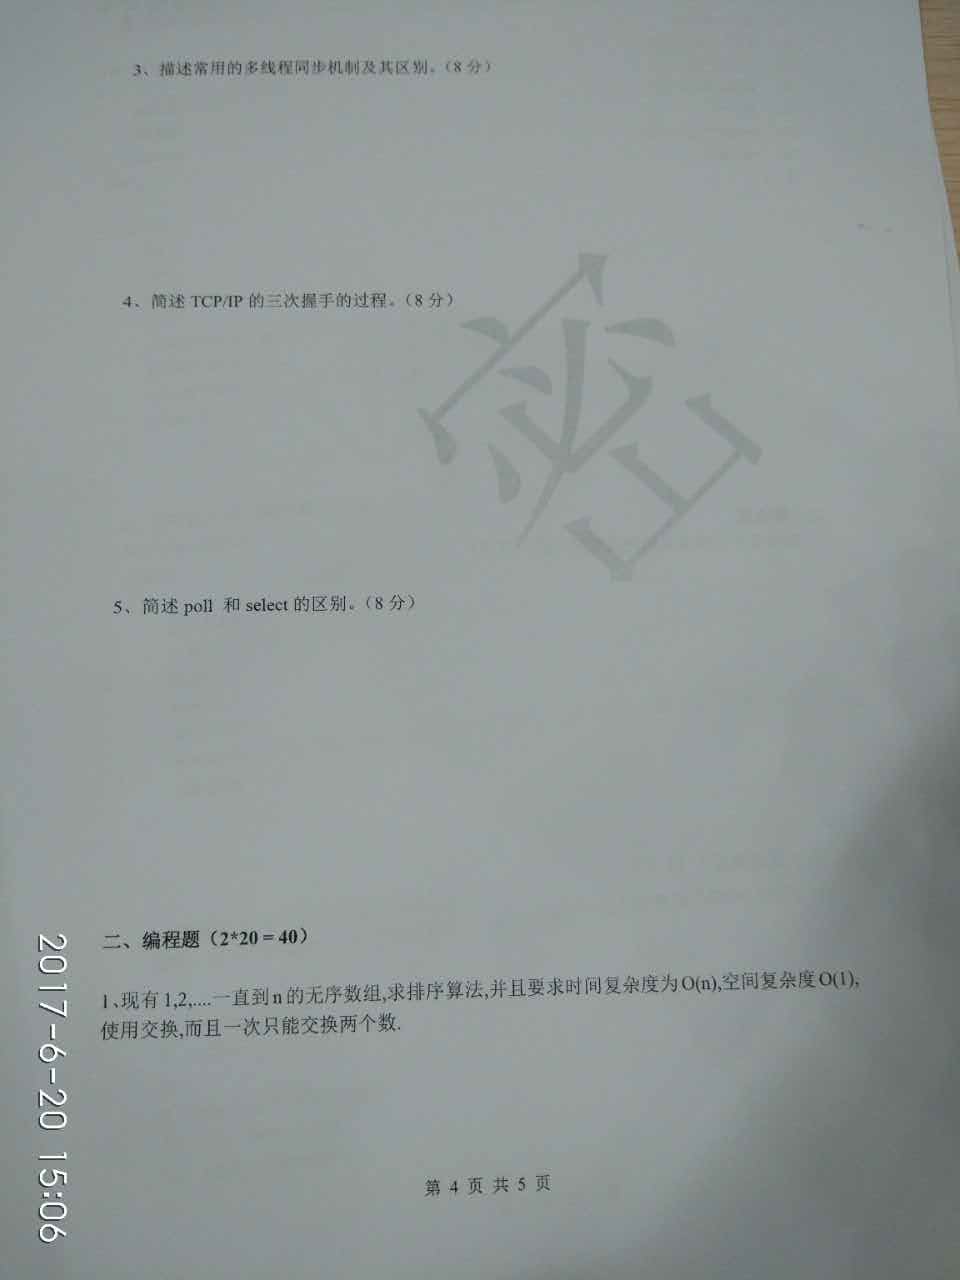 3、描述常用的多线程同步机制及其区别。（8 分）
4、简述 TCP/IP 的三次握手的过程。（8 分）
密
5、简述 poll 和 select 的区别。（8 分）
二、编程题（2*20 = 40）
1、现有 1,2,....一直到 n 的无序数组,求排序算法,并且要求时间复杂度为 O(n),空间复杂度 O(1),
使用交换,而且一次只能交换两个数.
第 4 页 共 5 页
2017-6-20 15:06